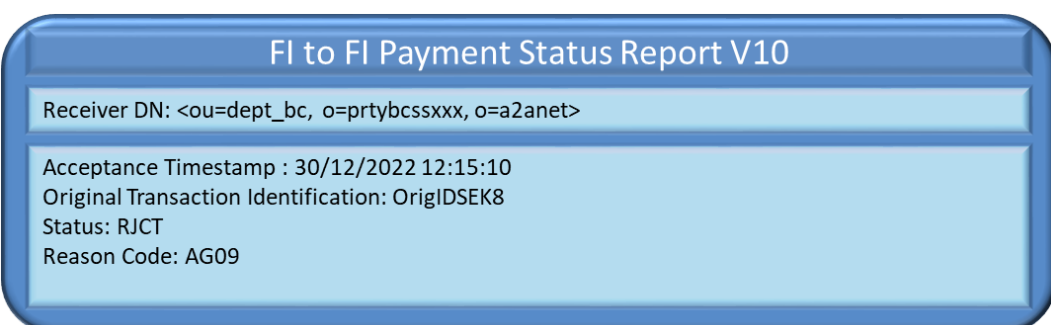 FI to FI Payment Status Report V10
Receiver DN: <ou=dept_bc, o=prtybcssxxx, o=a2anet>
Acceptance Timestamp : 30/12/2022 12:15:10
Original Transaction Identification: OrigIDSEK8
Status: RJCT
Reason Code: AG09